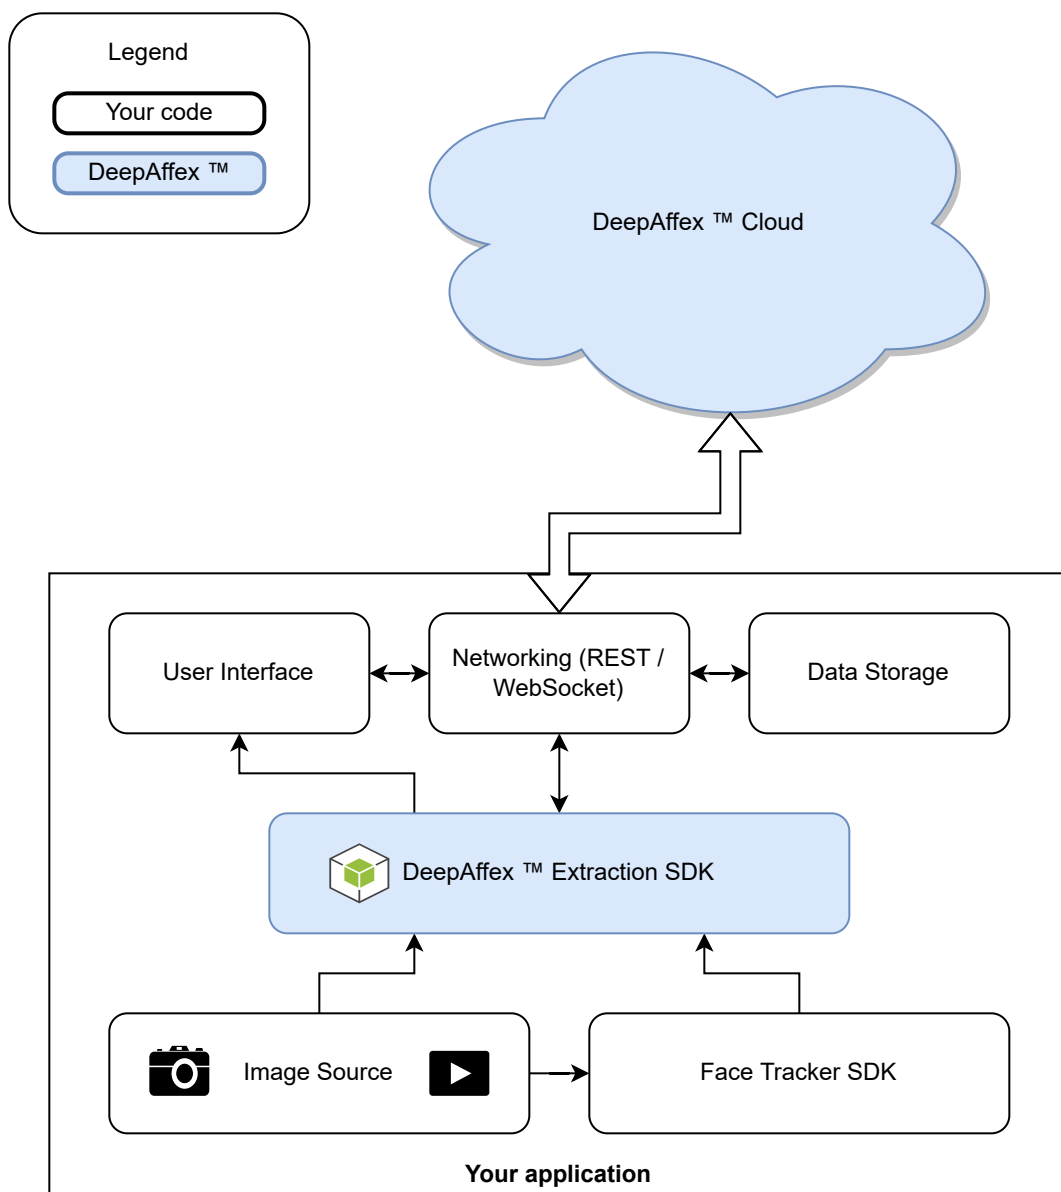 Legend
Your code
DeepAffex ™
DeepAffex ™ Cloud
User Interface
Networking (REST /
WebSocket)
Data Storage
DeepAffex ™ Extraction SDK
Image Source
Face Tracker SDK
Your application